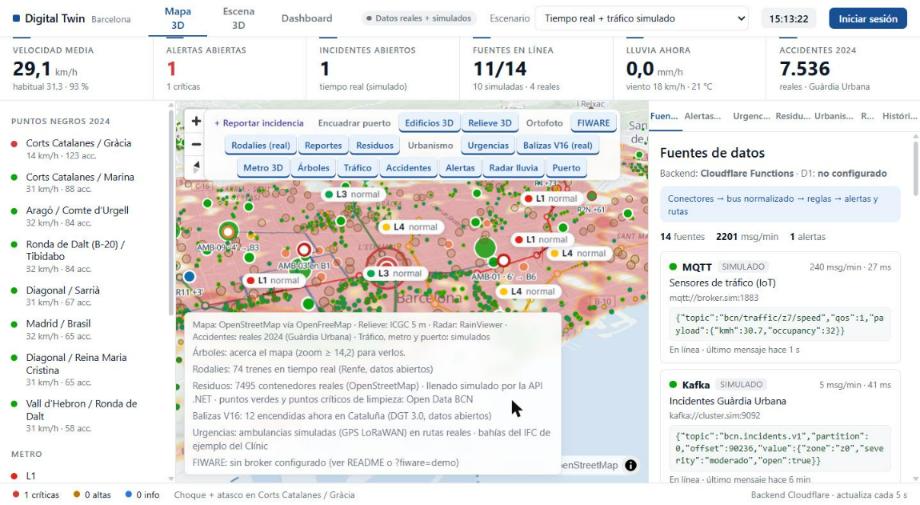 Digital Twin Barcelona
Mapa 3D
Escena 3D
Dashboard
Datos reales + simulados
Escenario
Tiempo real + tráfico simulado
15:13:22
Iniciar sesión
VELOCIDAD MEDIA
29,1 km/h
habitual 31,3 · 93 %
ALERTAS ABIERTAS
1
1 críticas
INCIDENTES ABIERTOS
1
tiempo real (simulado)
FUENTES EN LÍNEA
11/14
10 simuladas · 4 reales
LLUVIA AHORA
0,0 mm/h
viento 18 km/h · 21 °C
ACCIDENTES 2024
7.536
reales · Guàrdia Urbana
PUNTOS NEGROS 2024
Corts Catalanes / Gràcia
14 km/h · 123 acc.
Corts Catalanes / Marina
31 km/h · 88 acc.
Aragó / Comte d'Urgell
32 km/h · 84 acc.
Ronda de Dalt (B-20) /
Tibidabo
32 km/h · 84 acc.
Diagonal / Sarrià
31 km/h · 67 acc.
Madrid / Brasil
32 km/h · 65 acc.
Diagonal / Reina Maria
Cristina
31 km/h · 65 acc.
Vall d'Hebron / Ronda de
Dalt
31 km/h · 58 acc.
METRO
L1
+ Reportar incidencia
Encuadrar puerto
Edificios 3D
Relieve 3D
Ortofoto
FIWARE
Rodalies (real)
Reportes
Residuos
Urbanismo
Urgencias
Balizas V16 (real)
Metro 3D
Árboles
Tráfico
Accidentes
Alertas
Radar lluvia
Puerto
L3 normal
L1 normal
L4 normal
L1 normal
L4 normal
L3 normal
L1 normal
L4 normal
Barcelona
B-10
Mapa: OpenStreetMap vía OpenFreeMap · Relieve: ICGC 5 m · Radar: RainViewer ·
Accidentes: reales 2024 (Guàrdia Urbana) · Tráfico, metro y puerto: simulados
Árboles: acerca el mapa (zoom ≥ 14,2) para verlos.
Rodalies: 74 trenes en tiempo real (Renfe, datos abiertos)
Residuos: 7495 contenedores reales (OpenStreetMap) · llenado simulado por la API
.NET · puntos verdes y puntos críticos de limpieza: Open Data BCN
Balizas V16: 12 encendidas ahora en Cataluña (DGT 3.0, datos abiertos)
Urgencias: ambulancias simuladas (GPS LoRaWAN) en rutas reales · bahías del IFC de
ejemplo del Clínic
FIWARE: sin broker configurado (ver README o ?fiware=demo)
enStreetMap
Fuen...
Alertas...
Urgenc...
Residu...
Urbanis...
R...
Históri...
Fuentes de datos
Backend: Cloudflare Functions · D1: no configurado
Conectores → bus normalizado → reglas → alertas y
rutas
14 fuentes 2201 msg/min 1 alertas
MQTT SIMULADO 240 msg/min · 27 ms
Sensores de tráfico (IoT)
mqtt://broker.sim:1883
{"topic":"bcn/traffic/z7/speed","qos":1,"pa
yload":{"kmh":30.7,"occupancy":32}}
En línea · último mensaje hace 1 s
Kafka SIMULADO 5 msg/min · 41 ms
Incidentes Guàrdia Urbana
kafka://cluster.sim:9092
{"topic":"bcn.incidents.v1","partition":
0,"offset":90236,"value":{"zone":"z0","seve
rity":"moderado","open":true}}
En línea · último mensaje hace 6 min
1 críticas
0 altas
0 info
Choque + atasco en Corts Catalanes / Gràcia
Backend Cloudflare · actualiza cada 5 s